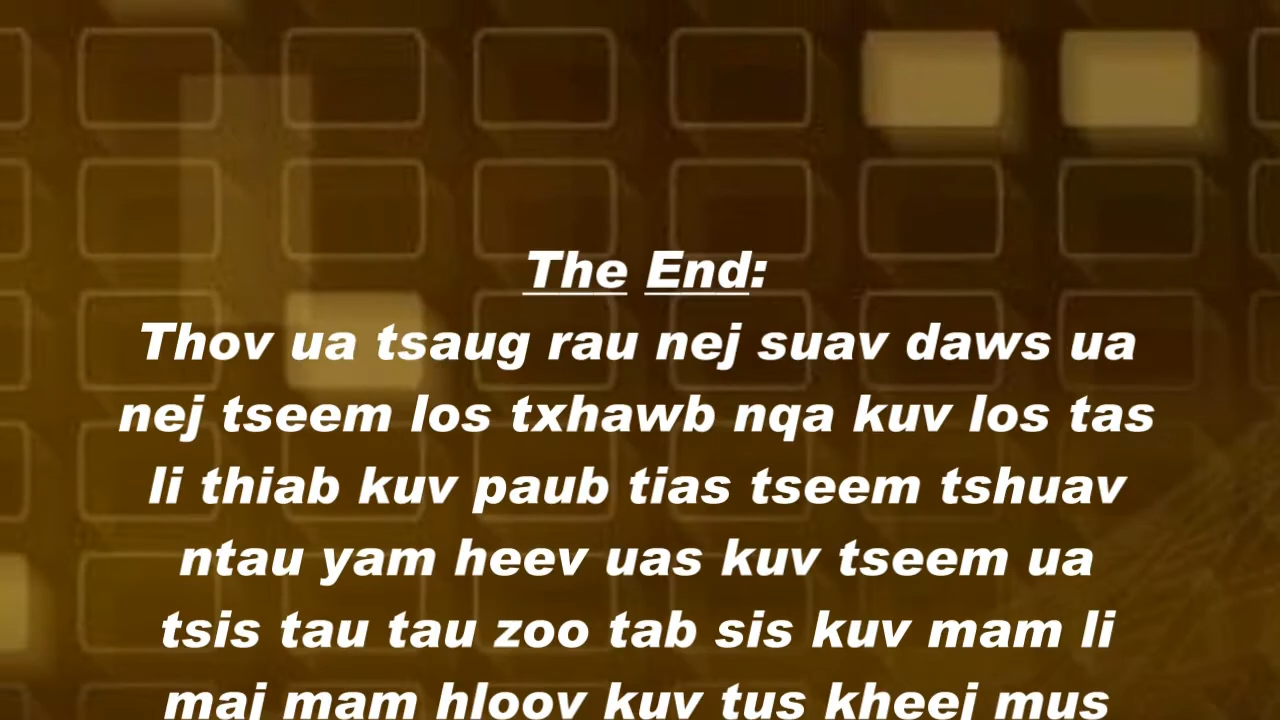 The End:
Thov ua tsaug rau nej suav daws ua
nej tseem los txhawb nqa kuv los tas
li thiab kuv paub tias tseem tshuav
ntau yam heev uas kuv tseem ua
tsis tau tau zoo tab sis kuv mam li
maj mam hloov kuv tus kheej mus